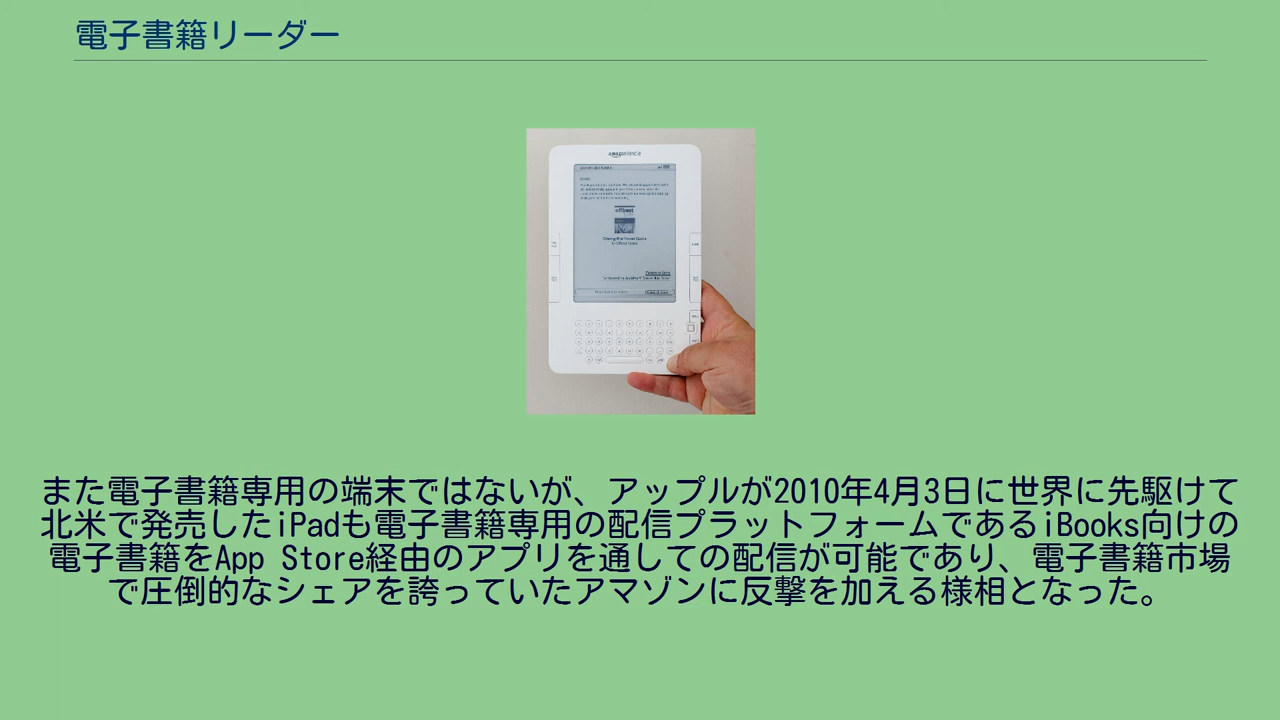 電子書籍リーダー
amazonkindle
また電子書籍専用の端末ではないが、アップルが2010年4月3日に世界に先駆けて
北米で発売したiPadも電子書籍専用の配信プラットフォームであるiBooks向けの
電子書籍をApp Store経由のアプリを通しての配信が可能であり、電子書籍市場
で圧倒的なシェアを誇っていたアマゾンに反撃を加える様相となった。